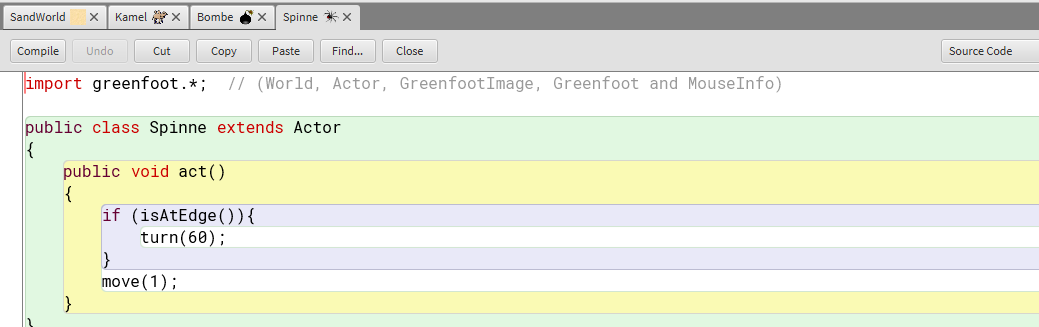 SandWorld Kamel Bombe Spinne
Compile Undo Cut Copy Paste Find... Close Source Code
import greenfoot.*;  // (World, Actor, GreenfootImage, Greenfoot and MouseInfo)
public class Spinne extends Actor
{
    public void act()
    {
        if (isAtEdge()){
            turn(60);
        }
        move(1);
    }
}